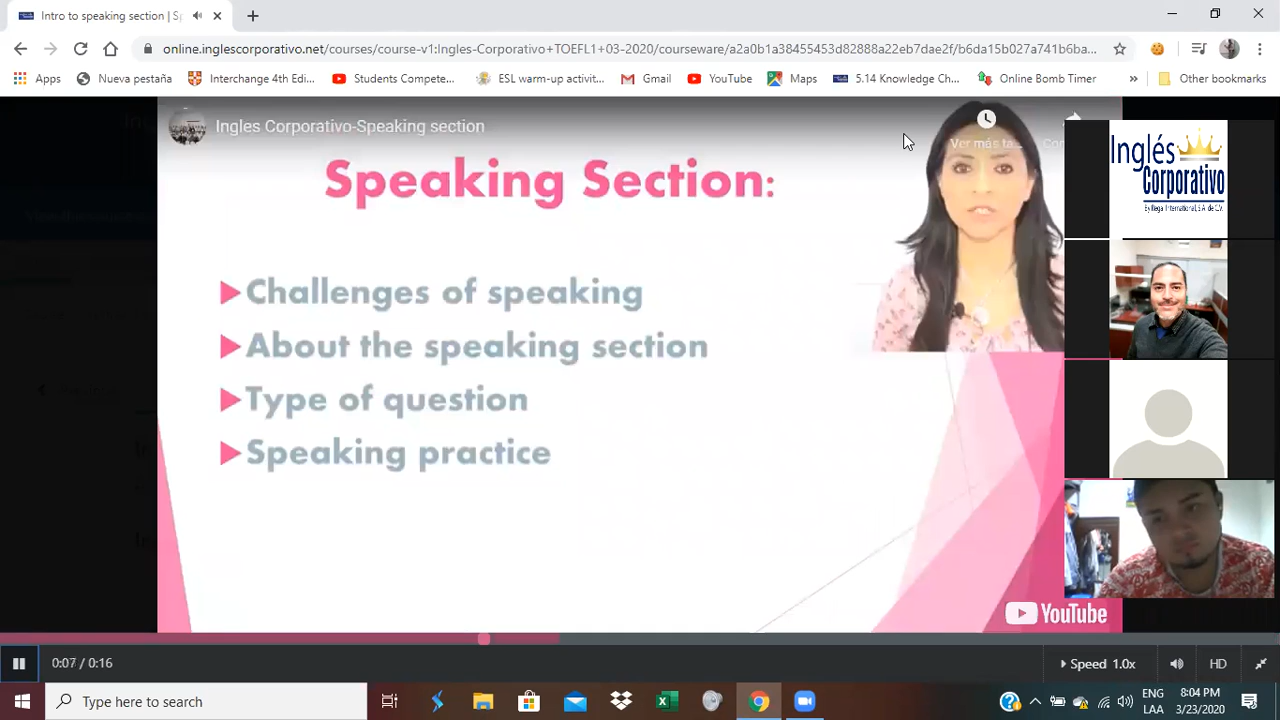 Intro to speaking section | S
online.inglescorporativo.net/courses/course-v1:Ingles-Corporativo+TOEFL1+03-2020/courseware/a2a0b1a38455453d82888a22eb7dae2f/b6da15b027a741b6ba...
Apps
Nueva pestaña
Interchange 4th Edi...
Students Compete...
ESL warm-up activit...
Gmail
YouTube
Maps
5.14 Knowledge Ch...
Online Bomb Timer
»
Other bookmarks
Ingles Corporativo-Speaking section
Ver más ta...
Speaking Section:
Challenges of speaking
About the speaking section
Type of question
Speaking practice
Inglés
Corporativo
YouTube
0:07 / 0:16
Speed 1.0x
HD
Type here to search
ENG
LAA
8:04 PM
3/23/2020